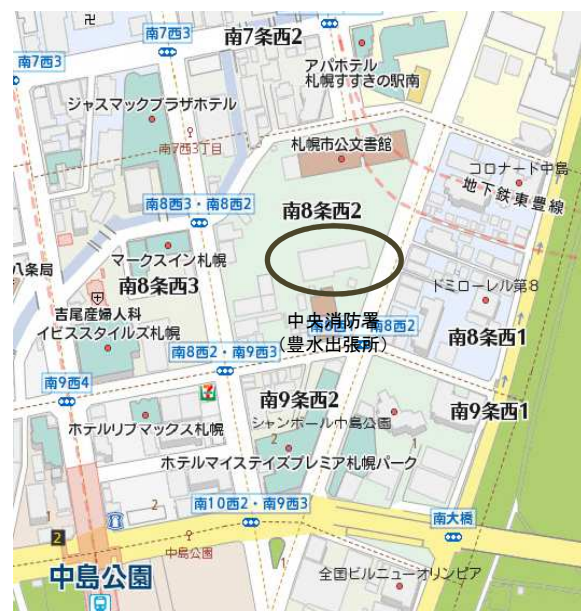 南7西3
南7条西2
南7西3
アパホテル
札幌すすきの駅南
ジャスマックプラザホテル
南7西3丁目
札幌市公文書館
コロナード中島
地下鉄東豊線
南8西3・南8西2
南8条西2
八条局
マークスイン札幌
南8条西3
ドミローレル第8
吉尾産婦人科
イビススタイルズ札幌
中央消防署
(豊水出張所)
南8条西1
南8西2・南9西3
南9西4
南9条西2
南9条西1
シャンボール中島公園
ホテルリブマックス札幌
2
1
ホテルマイステイズプレミア札幌パーク
2
1
南10西2・南9西3
南大橋
2
中島公園
中島公園
1
全国ビルニューオリンピア